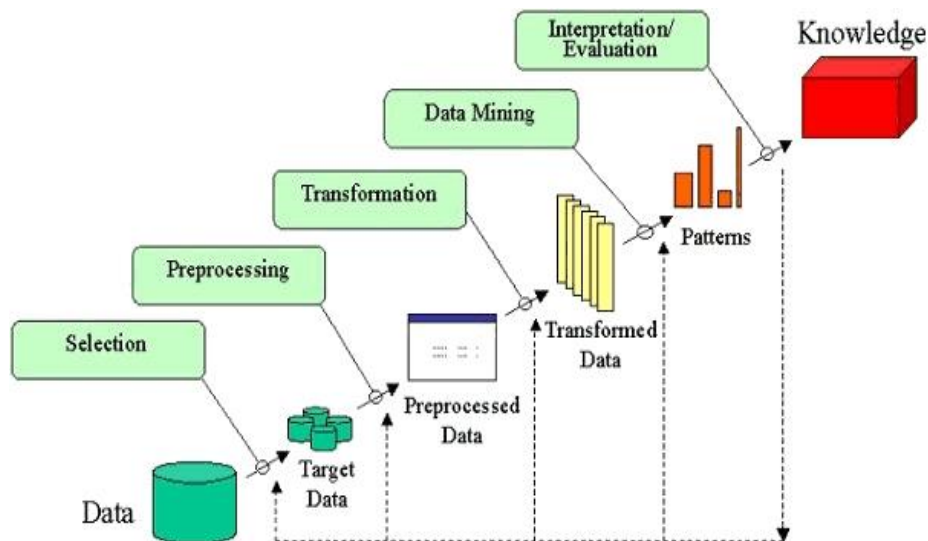 Interpretation/
Evaluation
Knowledge
Data Mining
Transformation
Patterns
Preprocessing
Transformed
Data
Selection
Preprocessed
Data
Target
Data
Data